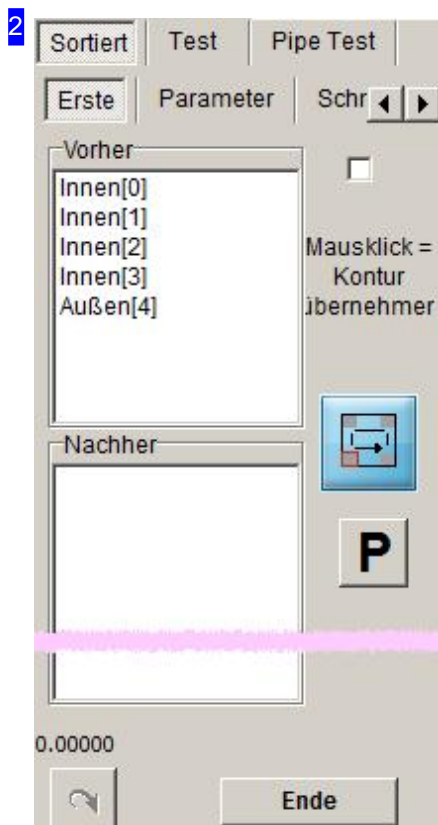 2
Sortiert Test Pipe Test
Erste Parameter Schr
Vorher
Innen[0]
Innen[1]
Innen[2]
Innen[3]
Außen[4]
Mausklick =
Kontur
übernehmer
Nachher
P
0.00000
Ende